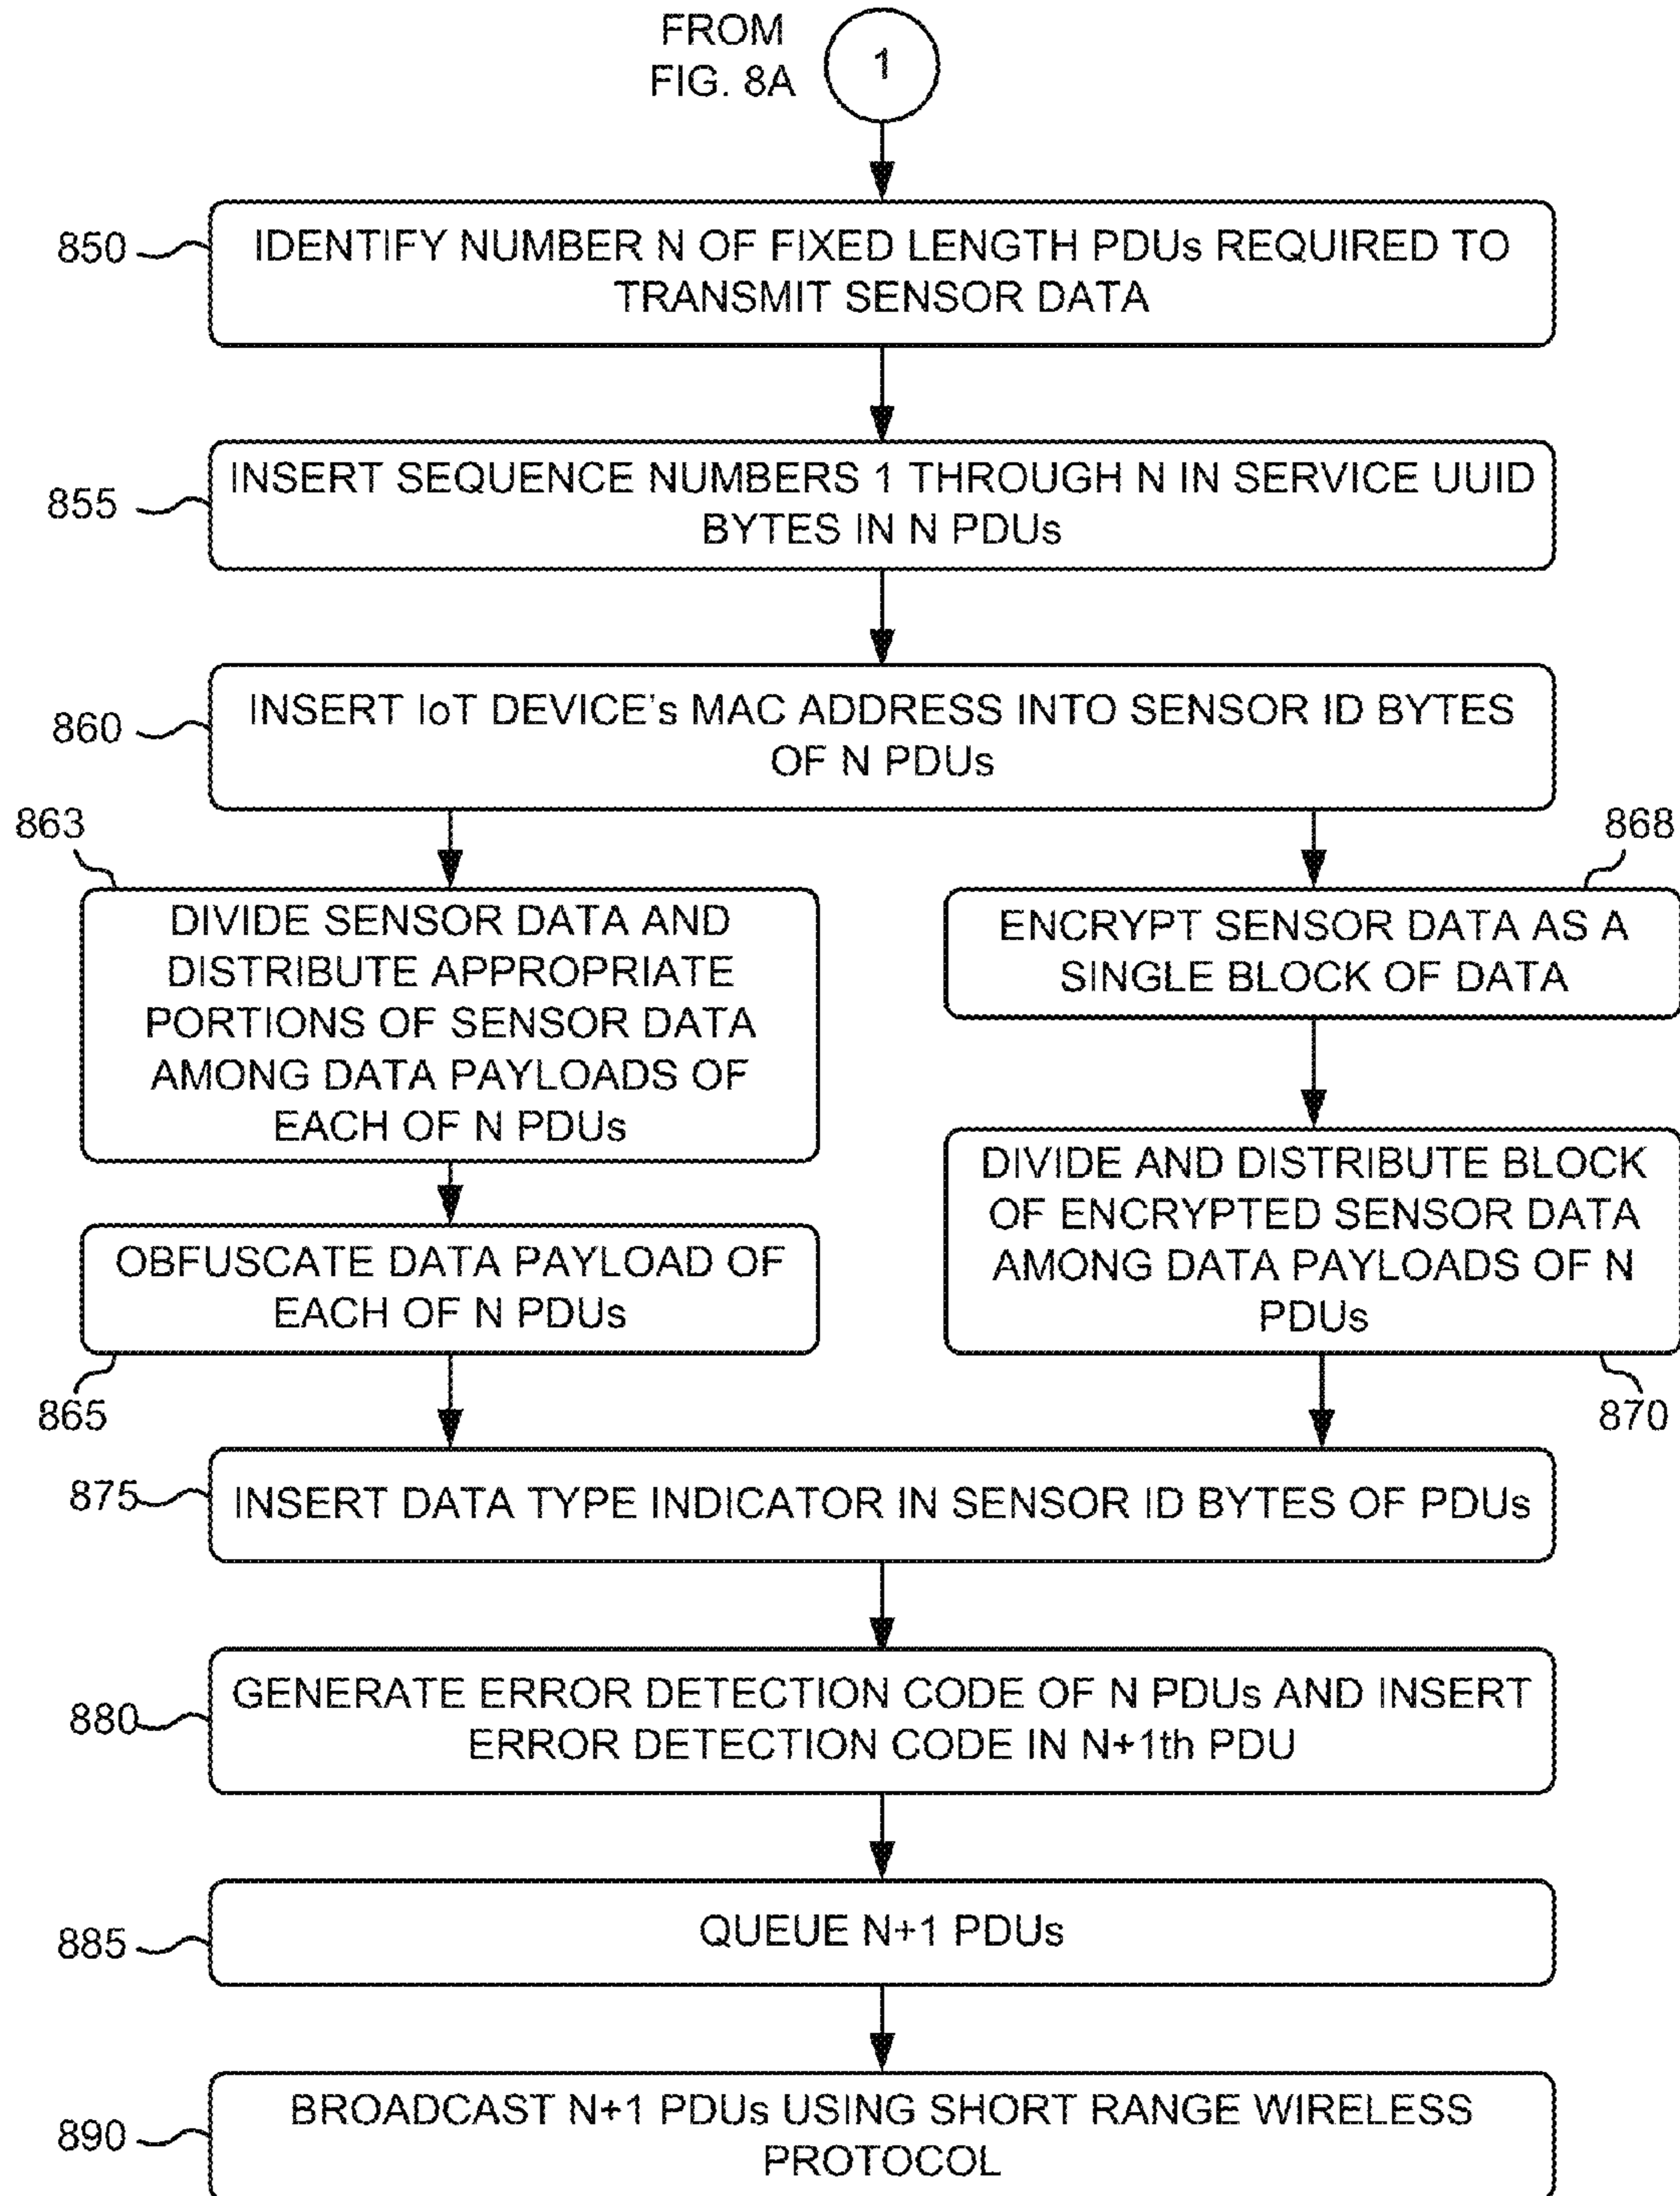 FROM
FIG. 8A
1
850
IDENTIFY NUMBER N OF FIXED LENGTH PDUs REQUIRED TO
TRANSMIT SENSOR DATA
855
INSERT SEQUENCE NUMBERS 1 THROUGH N IN SERVICE UUID
BYTES IN N PDUs
860
INSERT IoT DEVICE's MAC ADDRESS INTO SENSOR ID BYTES
OF N PDUs
863
DIVIDE SENSOR DATA AND
DISTRIBUTE APPROPRIATE
PORTIONS OF SENSOR DATA
AMONG DATA PAYLOADS OF
EACH OF N PDUs
OBFUSCATE DATA PAYLOAD OF
EACH OF N PDUs
865
868
ENCRYPT SENSOR DATA AS A
SINGLE BLOCK OF DATA
DIVIDE AND DISTRIBUTE BLOCK
OF ENCRYPTED SENSOR DATA
AMONG DATA PAYLOADS OF N
PDUs
870
875
INSERT DATA TYPE INDICATOR IN SENSOR ID BYTES OF PDUs
880
GENERATE ERROR DETECTION CODE OF N PDUs AND INSERT
ERROR DETECTION CODE IN N+1th PDU
885
QUEUE N+1 PDUs
890
BROADCAST N+1 PDUs USING SHORT RANGE WIRELESS
PROTOCOL